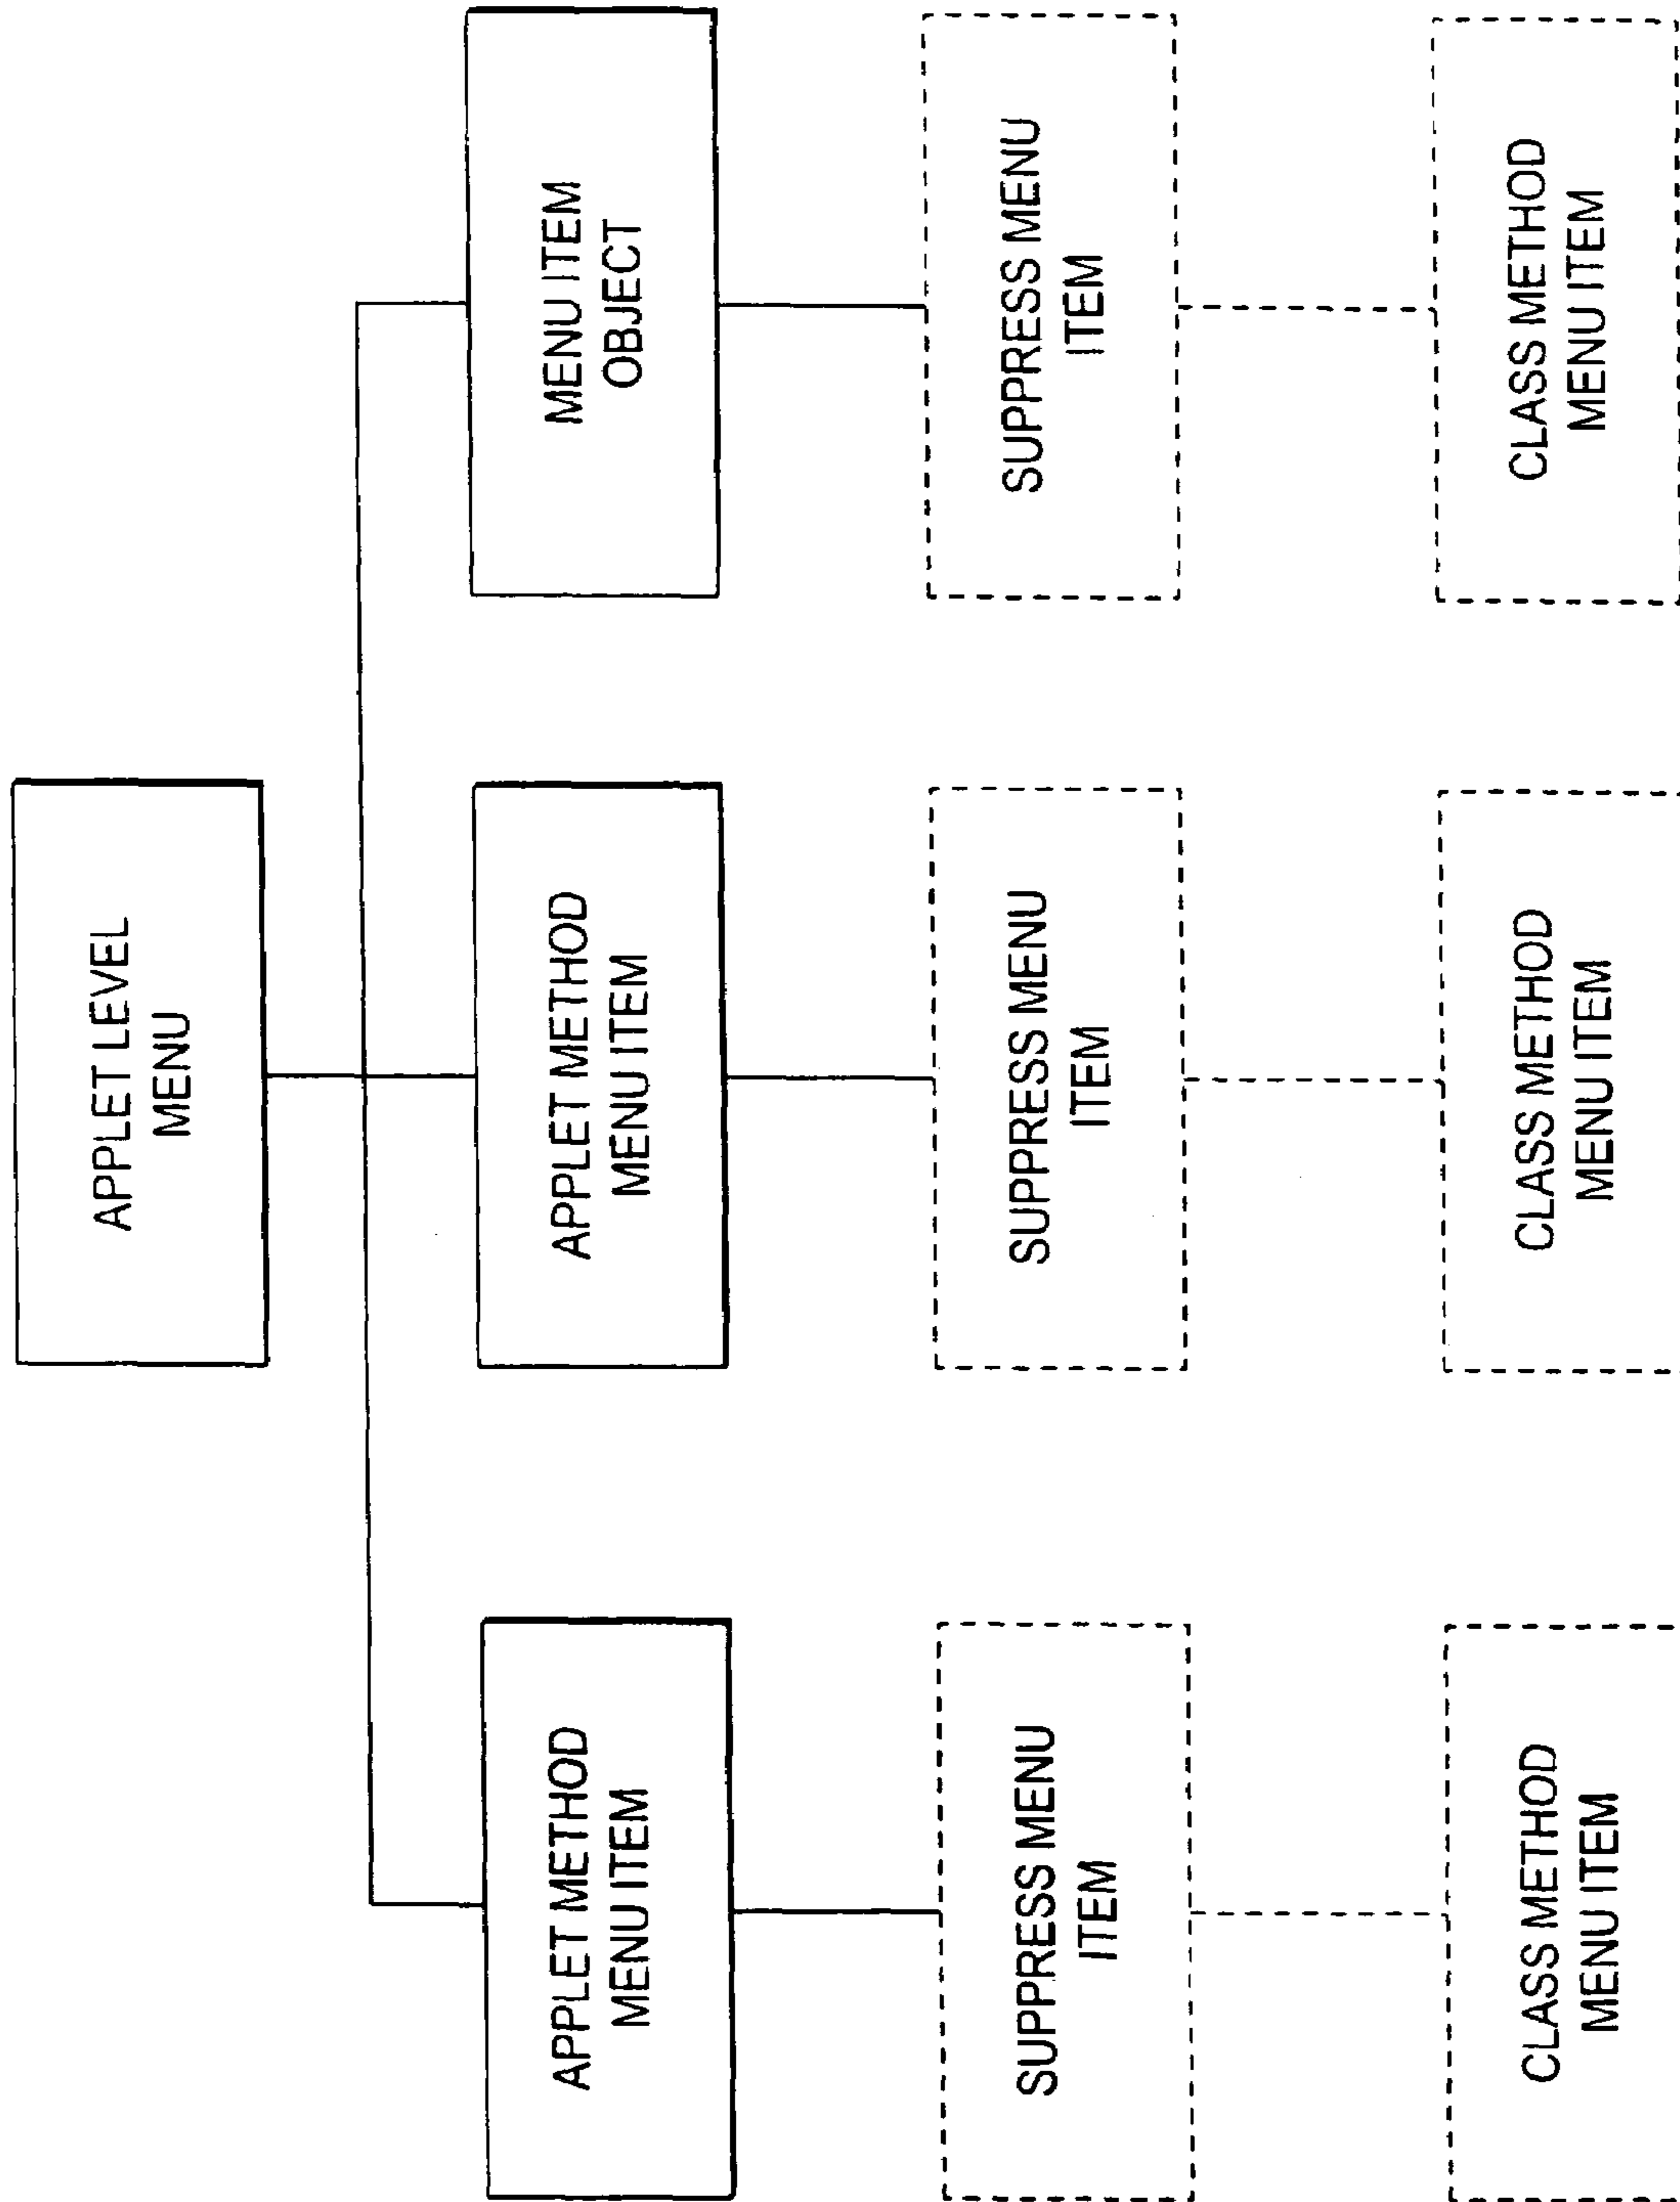 APPLET LEVEL
MENU
APPLET METHOD
MENU ITEM
APPLET METHOD
MENU ITEM
MENU ITEM
OBJECT
SUPPRESS MENU
ITEM
SUPPRESS MENU
ITEM
SUPPRESS MENU
ITEM
CLASS METHOD
MENU ITEM
CLASS METHOD
MENU ITEM
CLASS METHOD
MENU ITEM